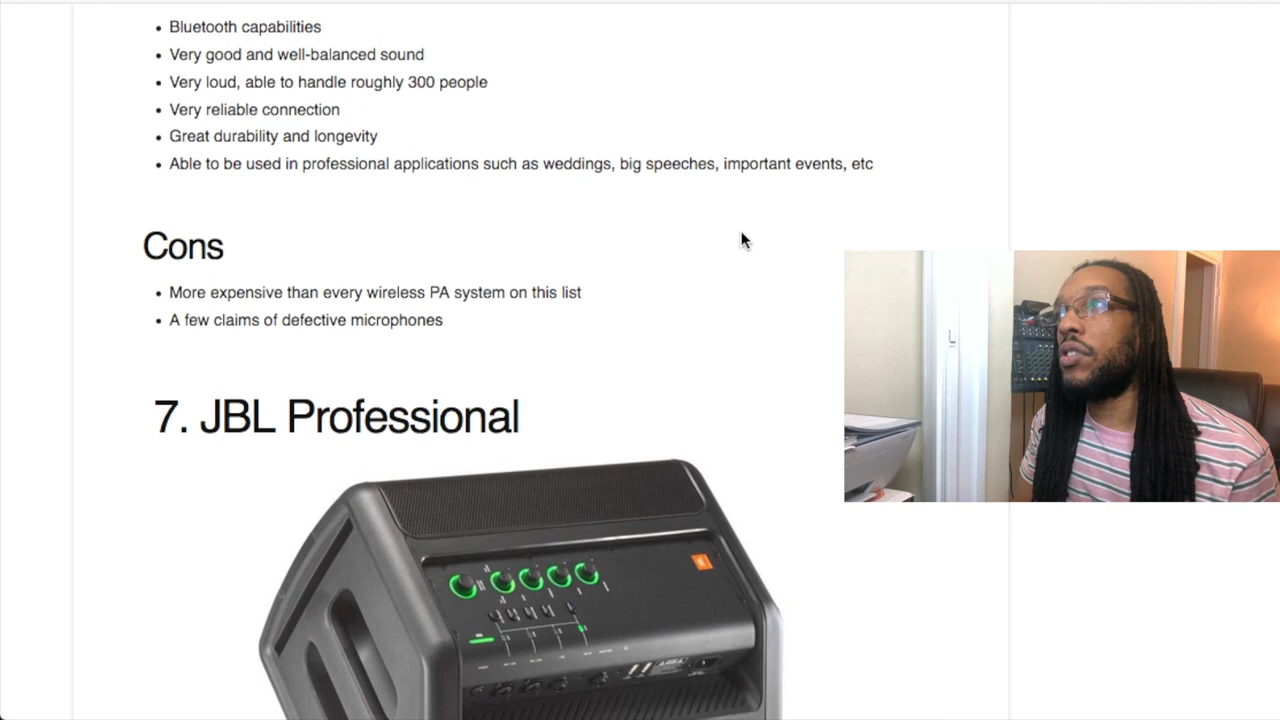 Bluetooth capabilities
Very good and well-balanced sound
Very loud, able to handle roughly 300 people
Very reliable connection
Great durability and longevity
Able to be used in professional applications such as weddings, big speeches, important events, etc
Cons
More expensive than every wireless PA system on this list
A few claims of defective microphones
7. JBL Professional